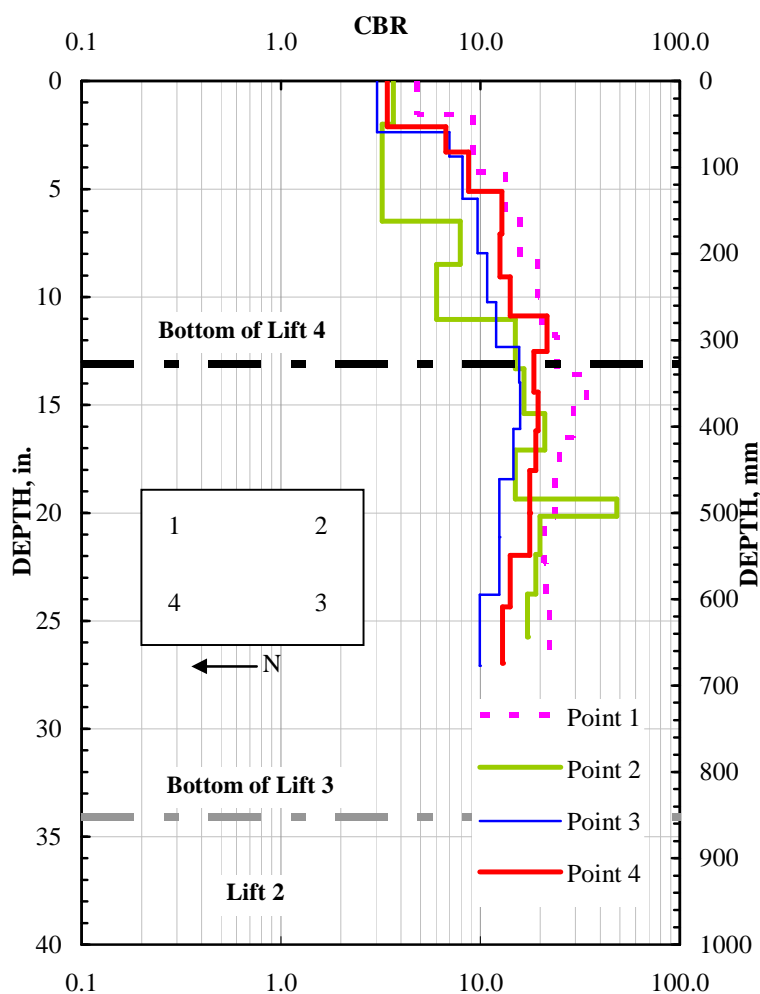 CBR
0.1 1.0 10.0 100.0
0 0
5 100
10 200
Bottom of Lift 4 300
15 400
DEPTH, in. DEPTH, mm
20 500
1 2
4 3
25 600
N
700
Point 1
30 Point 2
Bottom of Lift 3 800
Point 3
35 900
Point 4
Lift 2
40 1000
0.1 1.0 10.0 100.0